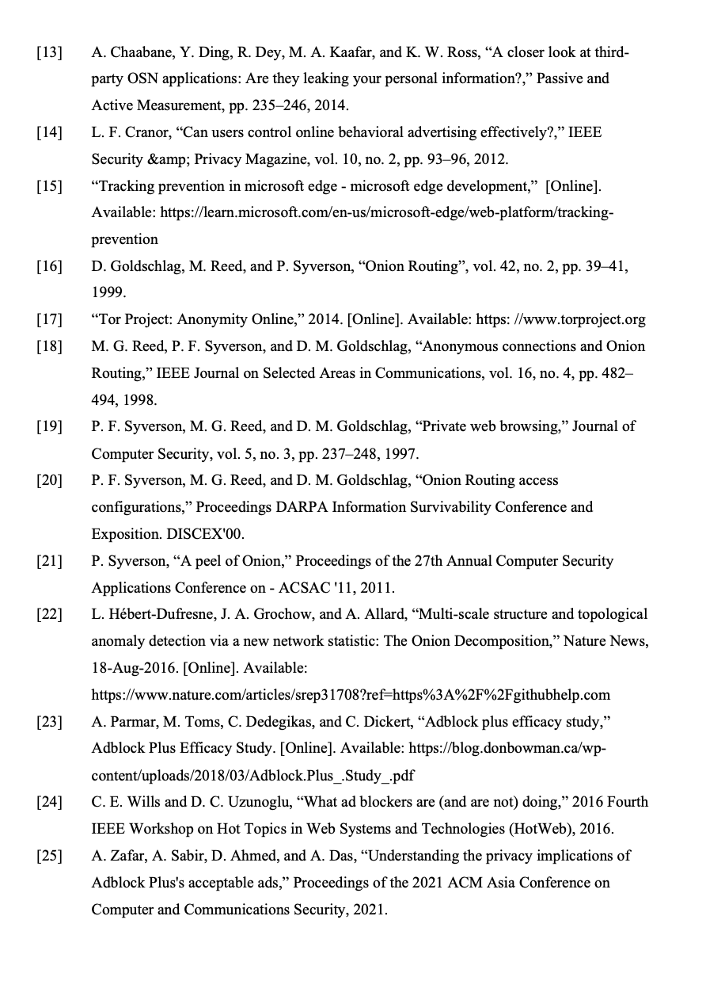 [13] A. Chaabane, Y. Ding, R. Dey, M. A. Kaafar, and K. W. Ross, “A closer look at third-
party OSN applications: Are they leaking your personal information?,” Passive and
Active Measurement, pp. 235–246, 2014.
[14] L. F. Cranor, “Can users control online behavioral advertising effectively?,” IEEE
Security &amp; Privacy Magazine, vol. 10, no. 2, pp. 93–96, 2012.
[15] “Tracking prevention in microsoft edge - microsoft edge development,”  [Online].
Available: https://learn.microsoft.com/en-us/microsoft-edge/web-platform/tracking-
prevention
[16] D. Goldschlag, M. Reed, and P. Syverson, “Onion Routing”, vol. 42, no. 2, pp. 39–41,
1999.
[17] “Tor Project: Anonymity Online,” 2014. [Online]. Available: https: //www.torproject.org
[18] M. G. Reed, P. F. Syverson, and D. M. Goldschlag, “Anonymous connections and Onion
Routing,” IEEE Journal on Selected Areas in Communications, vol. 16, no. 4, pp. 482–
494, 1998.
[19] P. F. Syverson, M. G. Reed, and D. M. Goldschlag, “Private web browsing,” Journal of
Computer Security, vol. 5, no. 3, pp. 237–248, 1997.
[20] P. F. Syverson, M. G. Reed, and D. M. Goldschlag, “Onion Routing access
configurations,” Proceedings DARPA Information Survivability Conference and
Exposition. DISCEX'00.
[21] P. Syverson, “A peel of Onion,” Proceedings of the 27th Annual Computer Security
Applications Conference on - ACSAC '11, 2011.
[22] L. Hébert-Dufresne, J. A. Grochow, and A. Allard, “Multi-scale structure and topological
anomaly detection via a new network statistic: The Onion Decomposition,” Nature News,
18-Aug-2016. [Online]. Available:
https://www.nature.com/articles/srep31708?ref=https%3A%2F%2Fgithubhelp.com
[23] A. Parmar, M. Toms, C. Dedegikas, and C. Dickert, “Adblock plus efficacy study,”
Adblock Plus Efficacy Study. [Online]. Available: https://blog.donbowman.ca/wp-
content/uploads/2018/03/Adblock.Plus_.Study_.pdf
[24] C. E. Wills and D. C. Uzunoglu, “What ad blockers are (and are not) doing,” 2016 Fourth
IEEE Workshop on Hot Topics in Web Systems and Technologies (HotWeb), 2016.
[25] A. Zafar, A. Sabir, D. Ahmed, and A. Das, “Understanding the privacy implications of
Adblock Plus's acceptable ads,” Proceedings of the 2021 ACM Asia Conference on
Computer and Communications Security, 2021.